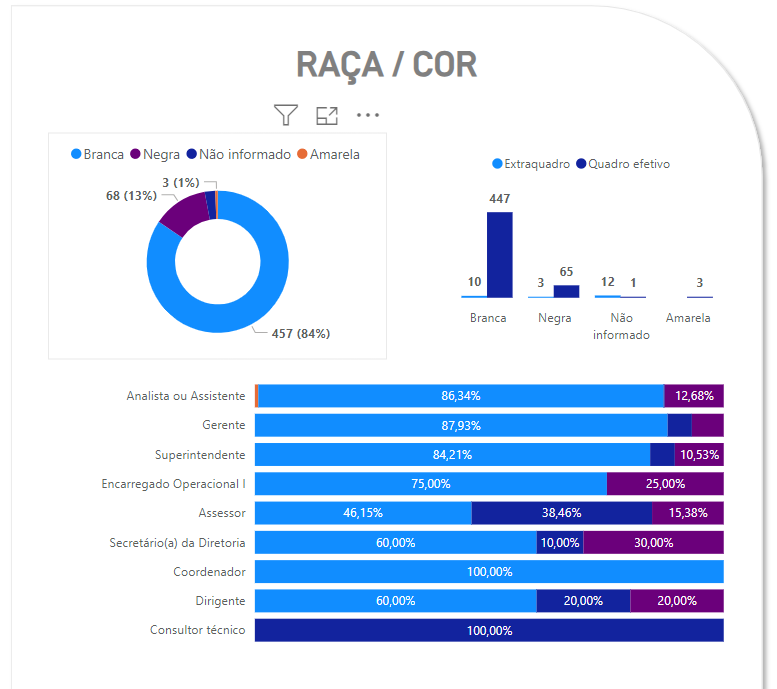 RAÇA / COR
Branca Negra Não informado Amarela
3 (1%)
68 (13%)
457 (84%)
Extraquadro Quadro efetivo
447
10
3
65
12
1
3
Branca
Negra
Não
informado
Amarela
Analista ou Assistente 86,34% 12,68%
Gerente 87,93%
Superintendente 84,21% 10,53%
Encarregado Operacional I 75,00% 25,00%
Assessor 46,15% 38,46% 15,38%
Secretário(a) da Diretoria 60,00% 10,00% 30,00%
Coordenador 100,00%
Dirigente 60,00% 20,00% 20,00%
Consultor técnico 100,00%